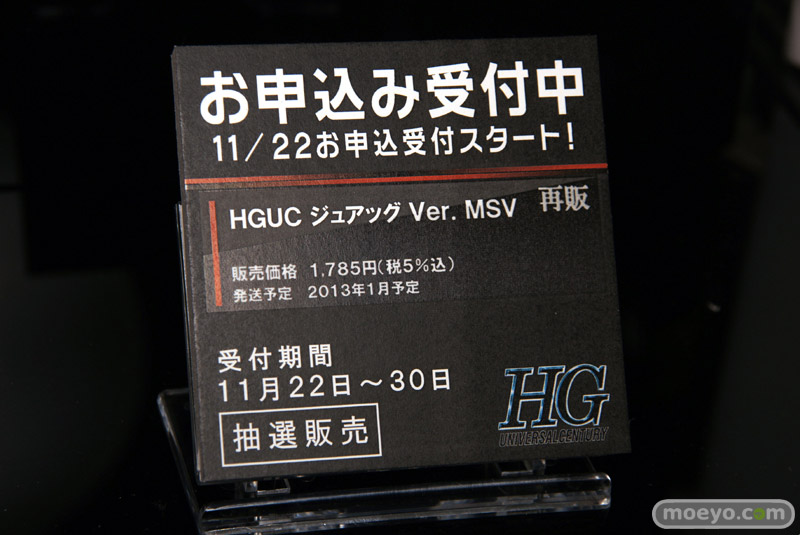 お申込み受付中
11/22お申込受付スタート!
HGUC ジュアッグ Ver. MSV 再販
販売価格 1,785円(税5%込)
発送予定 2013年1月予定
受付期間
11月22日～30日
抽選販売
HG
UNIVERSAL CENTURY
moeyo.com